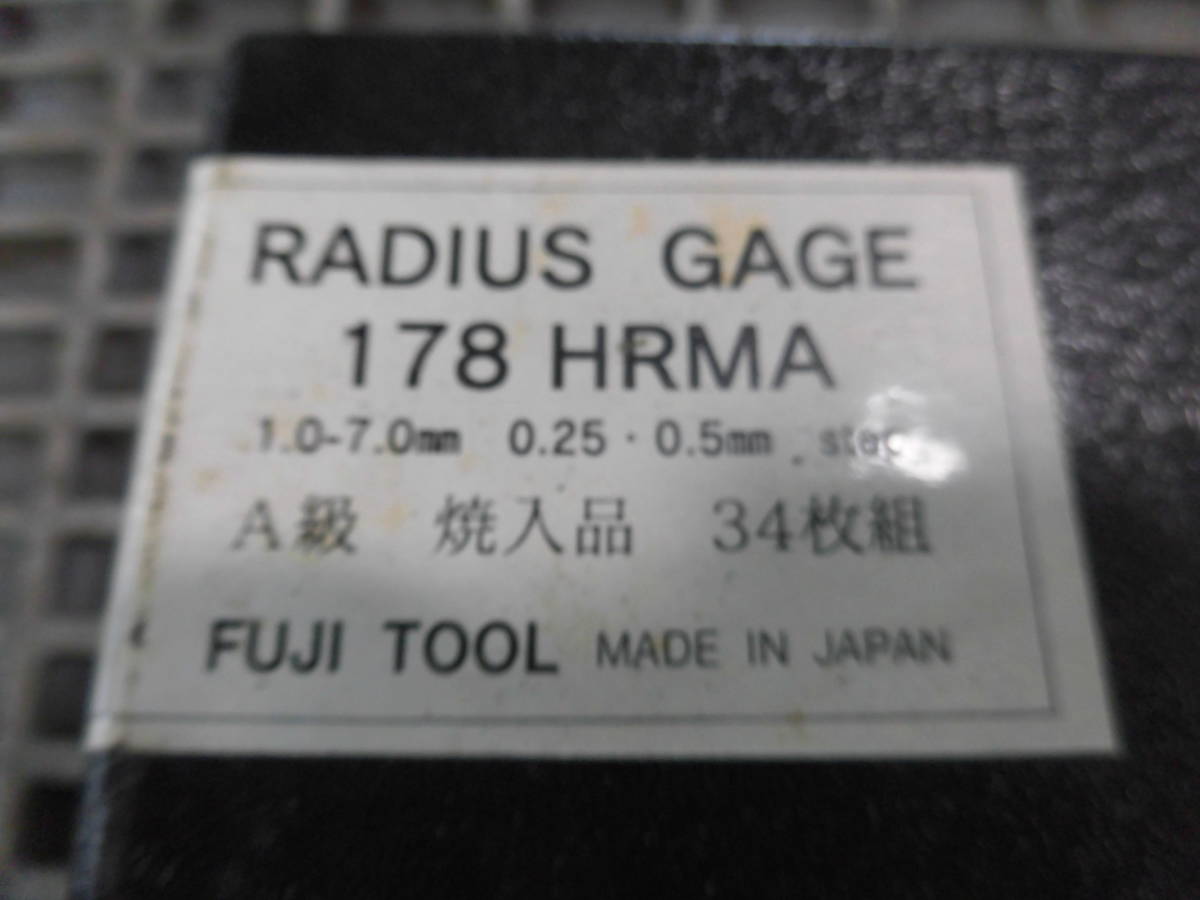 RADIUS GAGE
178 HRMA
1.0-7.0mm 0.25・0.5mm step
A級 焼入品 34枚組
FUJI TOOL MADE IN JAPAN